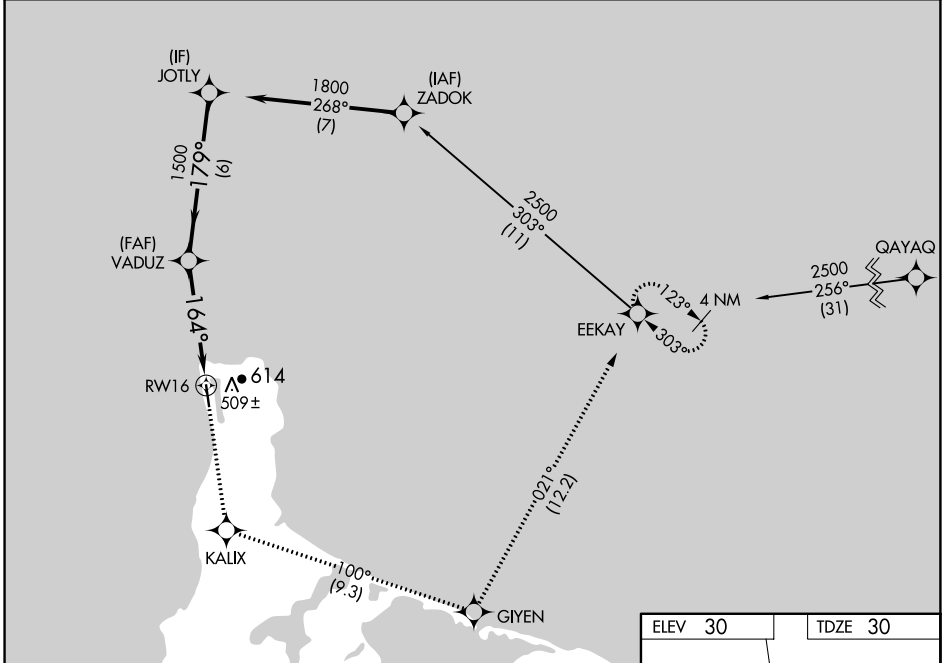 (IF)
JOTLY
1800
268°
(7)
(IAF)
ZADOK
1500
179°
(6)
2500
303°
(11)
(FAF)
VADUZ
QAYAQ
2500
256°
(31)
123°
4 NM
303°
EEKAY
164°
RW16
614
509±
021°
(12.2)
KALIX
100°
(9.3)
GIYEN
ELEV 30
TDZE 30